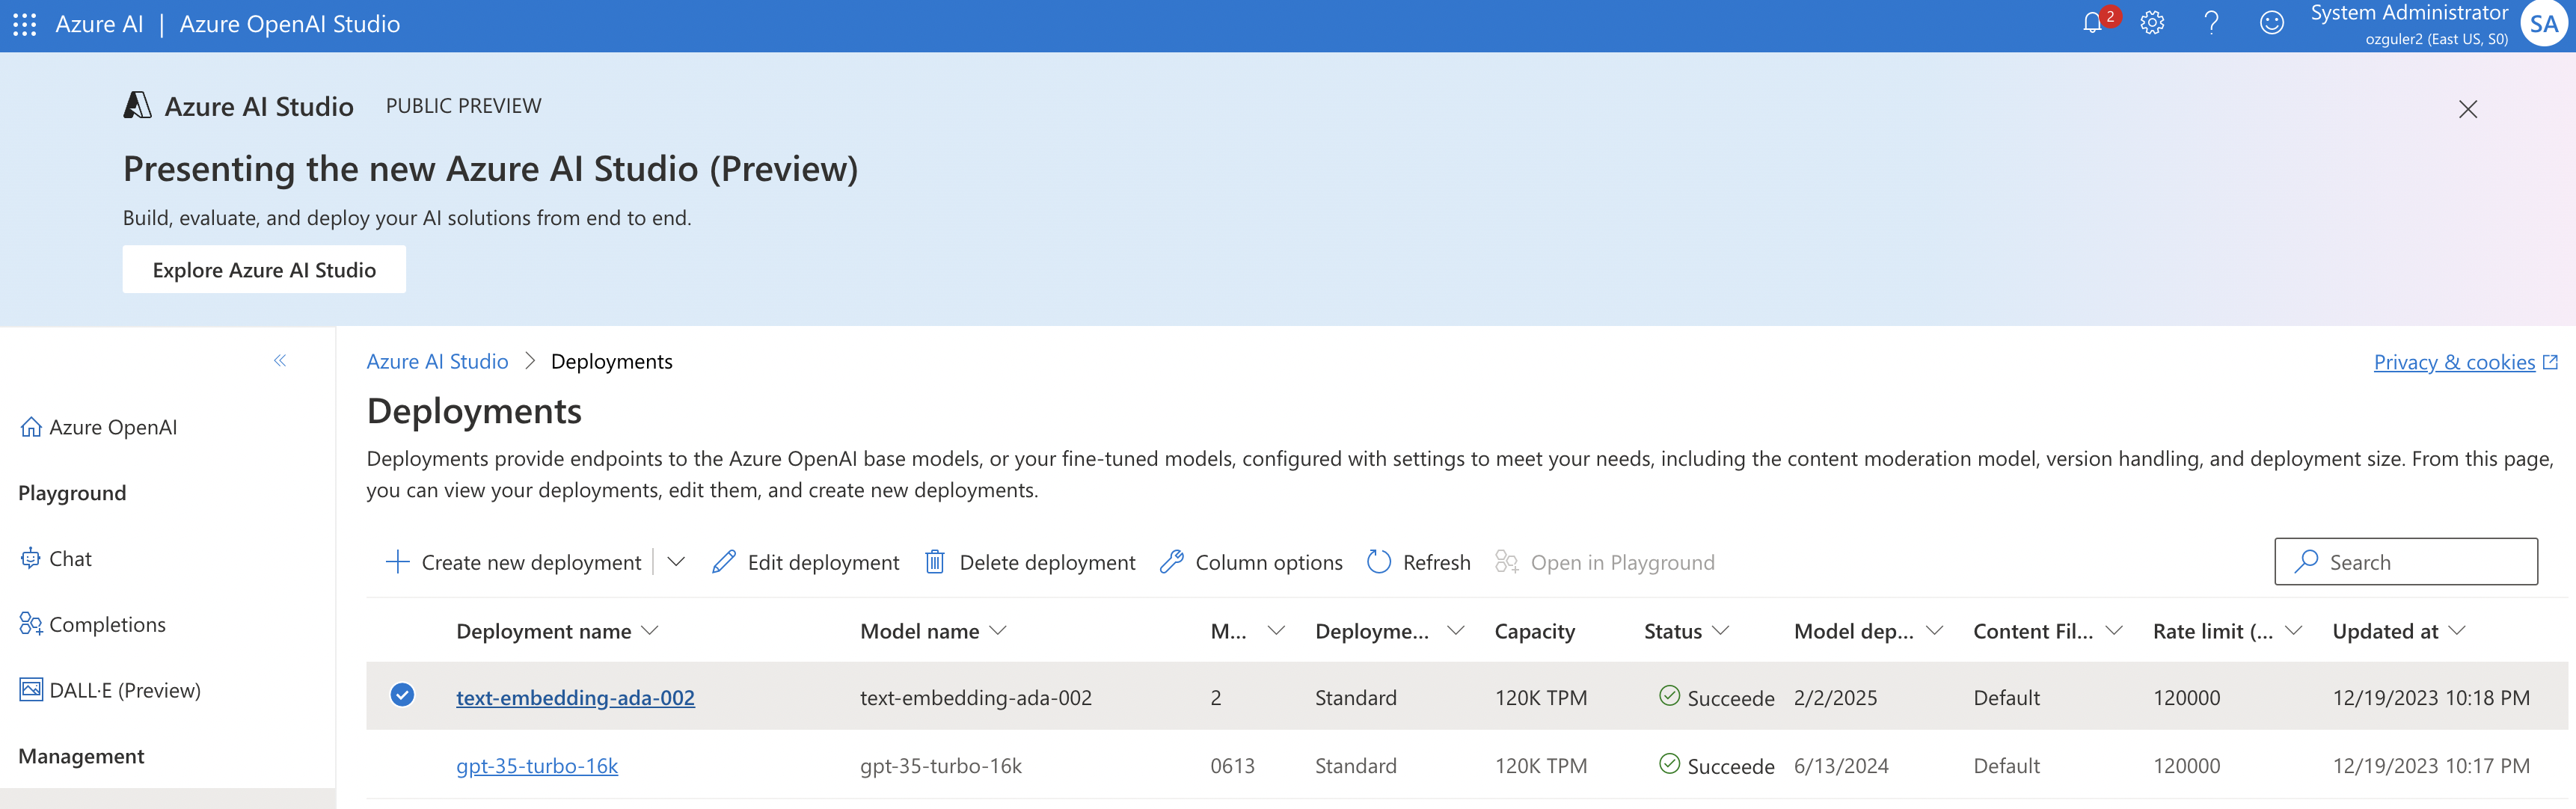 Azure AI | Azure OpenAI Studio
2
System Administrator
ozguler2 (East US, S0)
SA
Azure AI Studio PUBLIC PREVIEW
Presenting the new Azure AI Studio (Preview)
Build, evaluate, and deploy your AI solutions from end to end.
Explore Azure AI Studio
Azure OpenAI
Playground
Chat
Completions
DALL·E (Preview)
Management
Azure AI Studio > Deployments
Privacy & cookies
Deployments
Deployments provide endpoints to the Azure OpenAI base models, or your fine-tuned models, configured with settings to meet your needs, including the content moderation model, version handling, and deployment size. From this page,
you can view your deployments, edit them, and create new deployments.
Create new deployment Edit deployment Delete deployment Column options Refresh Open in Playground Search
Deployment name Model name M... Deployme... Capacity Status Model dep... Content Fil... Rate limit (... Updated at
text-embedding-ada-002 text-embedding-ada-002 2 Standard 120K TPM Succeede 2/2/2025 Default 120000 12/19/2023 10:18 PM
gpt-35-turbo-16k gpt-35-turbo-16k 0613 Standard 120K TPM Succeede 6/13/2024 Default 120000 12/19/2023 10:17 PM